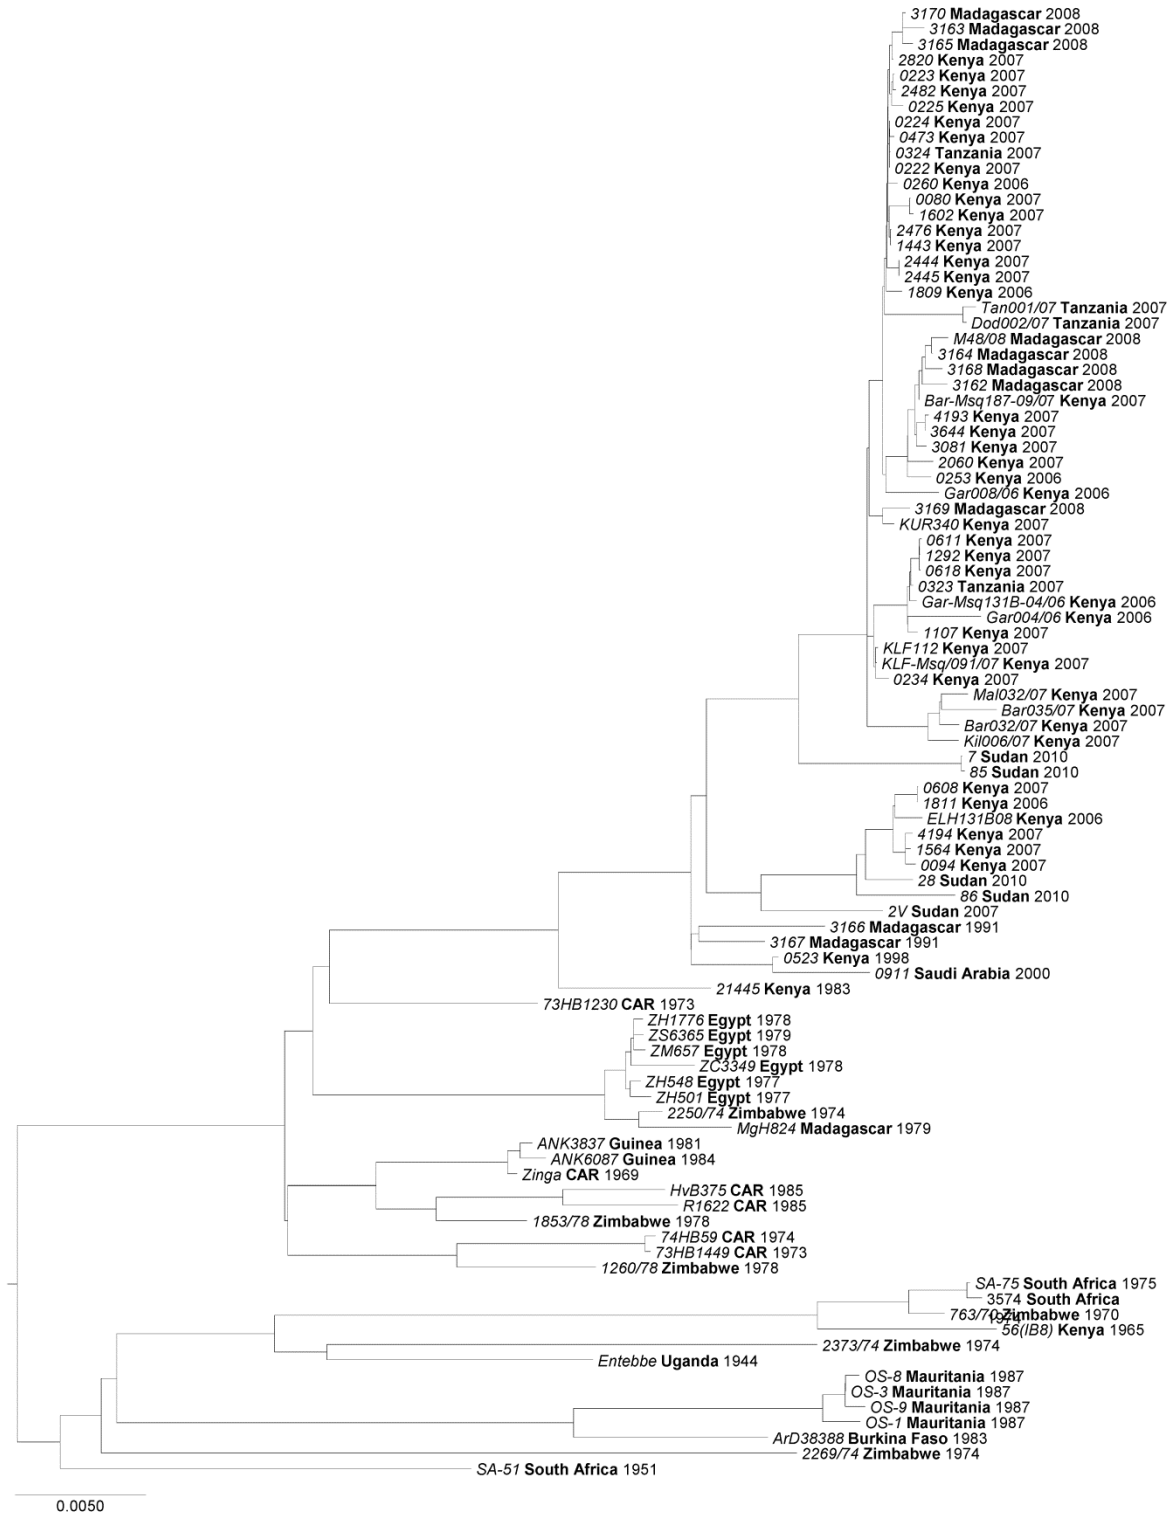 3170 Madagascar 2008
3163 Madagascar 2008
3165 Madagascar 2008
2820 Kenya 2007
0223 Kenya 2007
2482 Kenya 2007
0225 Kenya 2007
0224 Kenya 2007
0473 Kenya 2007
0324 Tanzania 2007
0222 Kenya 2007
0260 Kenya 2006
0080 Kenya 2007
1602 Kenya 2007
2476 Kenya 2007
1443 Kenya 2007
2444 Kenya 2007
2445 Kenya 2007
1809 Kenya 2006
Tan001/07 Tanzania 2007
Dod002/07 Tanzania 2007
M48/08 Madagascar 2008
3164 Madagascar 2008
3168 Madagascar 2008
3162 Madagascar 2008
Bar-Msq187-09/07 Kenya 2007
4193 Kenya 2007
3644 Kenya 2007
3081 Kenya 2007
2060 Kenya 2007
0253 Kenya 2006
Gar008/06 Kenya 2006
3169 Madagascar 2008
KUR340 Kenya 2007
0611 Kenya 2007
1292 Kenya 2007
0618 Kenya 2007
0323 Tanzania 2007
Gar-Msq131B-04/06 Kenya 2006
Gar004/06 Kenya 2006
1107 Kenya 2007
KLF112 Kenya 2007
KLF-Msq/091/07 Kenya 2007
0234 Kenya 2007
Mal032/07 Kenya 2007
Bar035/07 Kenya 2007
Bar032/07 Kenya 2007
Kil006/07 Kenya 2007
7 Sudan 2010
85 Sudan 2010
0608 Kenya 2007
1811 Kenya 2006
ELH131B08 Kenya 2006
4194 Kenya 2007
1564 Kenya 2007
0094 Kenya 2007
28 Sudan 2010
86 Sudan 2010
2V Sudan 2007
3166 Madagascar 1991
3167 Madagascar 1991
0523 Kenya 1998
0911 Saudi Arabia 2000
21445 Kenya 1983
73HB1230 CAR 1973
ZH1776 Egypt 1978
ZS6365 Egypt 1979
ZM657 Egypt 1978
ZC3349 Egypt 1978
ZH548 Egypt 1977
ZH501 Egypt 1977
2250/74 Zimbabwe 1974
MgH824 Madagascar 1979
ANK3837 Guinea 1981
ANK6087 Guinea 1984
Zinga CAR 1969
HvB375 CAR 1985
R1622 CAR 1985
1853/78 Zimbabwe 1978
74HB59 CAR 1974
73HB1449 CAR 1973
1260/78 Zimbabwe 1978
SA-75 South Africa 1975
3574 South Africa
763/70 Zimbabwe 1970
56(IB8) Kenya 1965
2373/74 Zimbabwe 1974
Entebbe Uganda 1944
OS-8 Mauritania 1987
OS-3 Mauritania 1987
OS-9 Mauritania 1987
OS-1 Mauritania 1987
ArD38388 Burkina Faso 1983
2269/74 Zimbabwe 1974
SA-51 South Africa 1951
0.0050